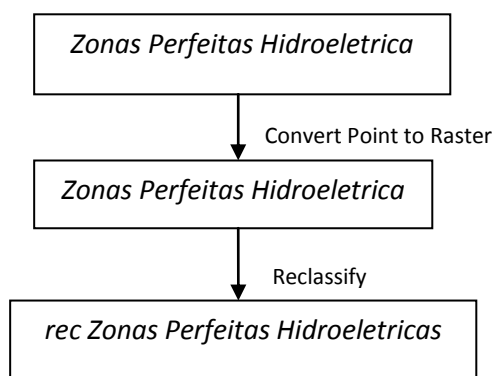 Zonas Perfeitas Hidroeletrica
Convert Point to Raster
Zonas Perfeitas Hidroeletrica
Reclassify
rec Zonas Perfeitas Hidroeletricas